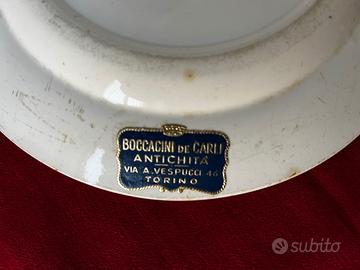 BOCCACINI DE CARLI
ANTICHITÀ
VIA A. VESPUCCI 46
TORINO
subito